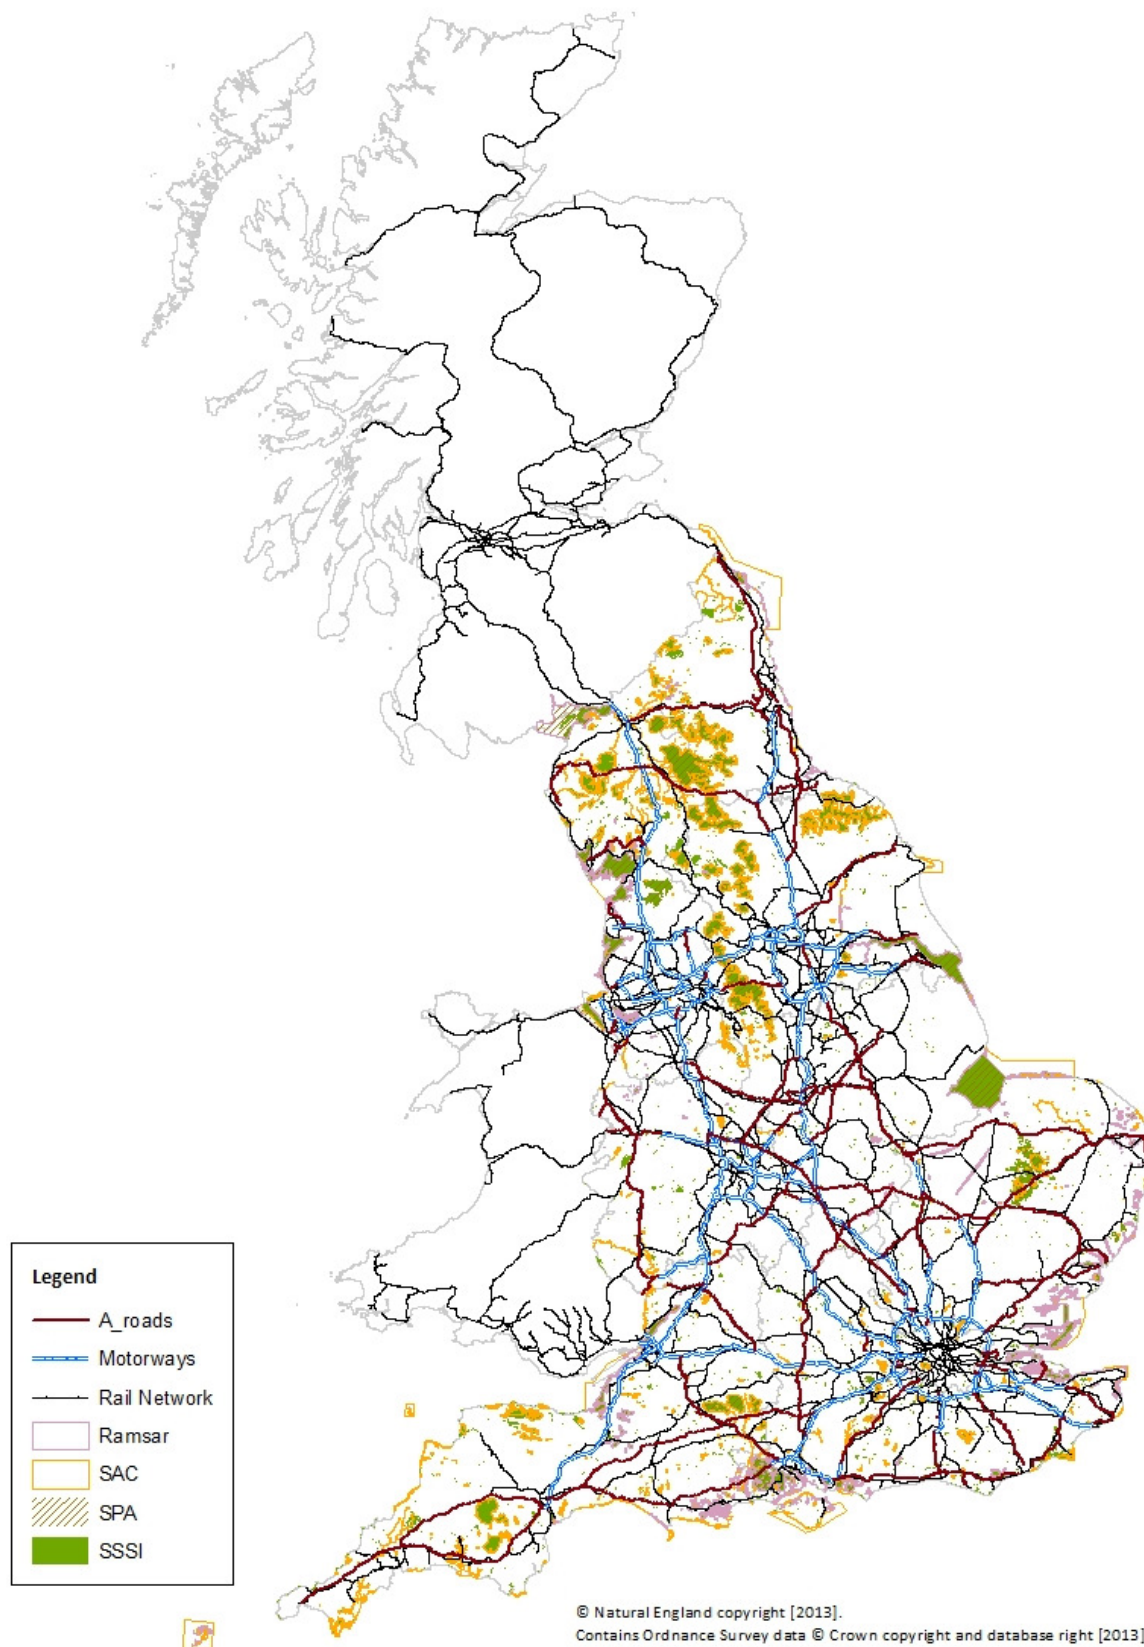 Legend
A_roads
Motorways
Rail Network
Ramsar
SAC
SPA
SSSI
© Natural England copyright [2013].
Contains Ordnance Survey data © Crown copyright and database right [2013]